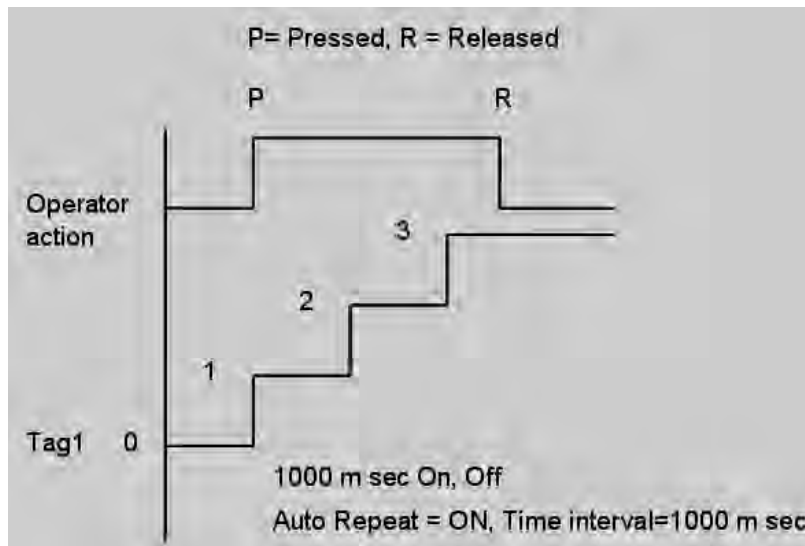 P= Pressed, R = Released
P
R
Operator
action
3
2
1
Tag1
0
1000 m sec On, Off
Auto Repeat = ON, Time interval=1000 m sec